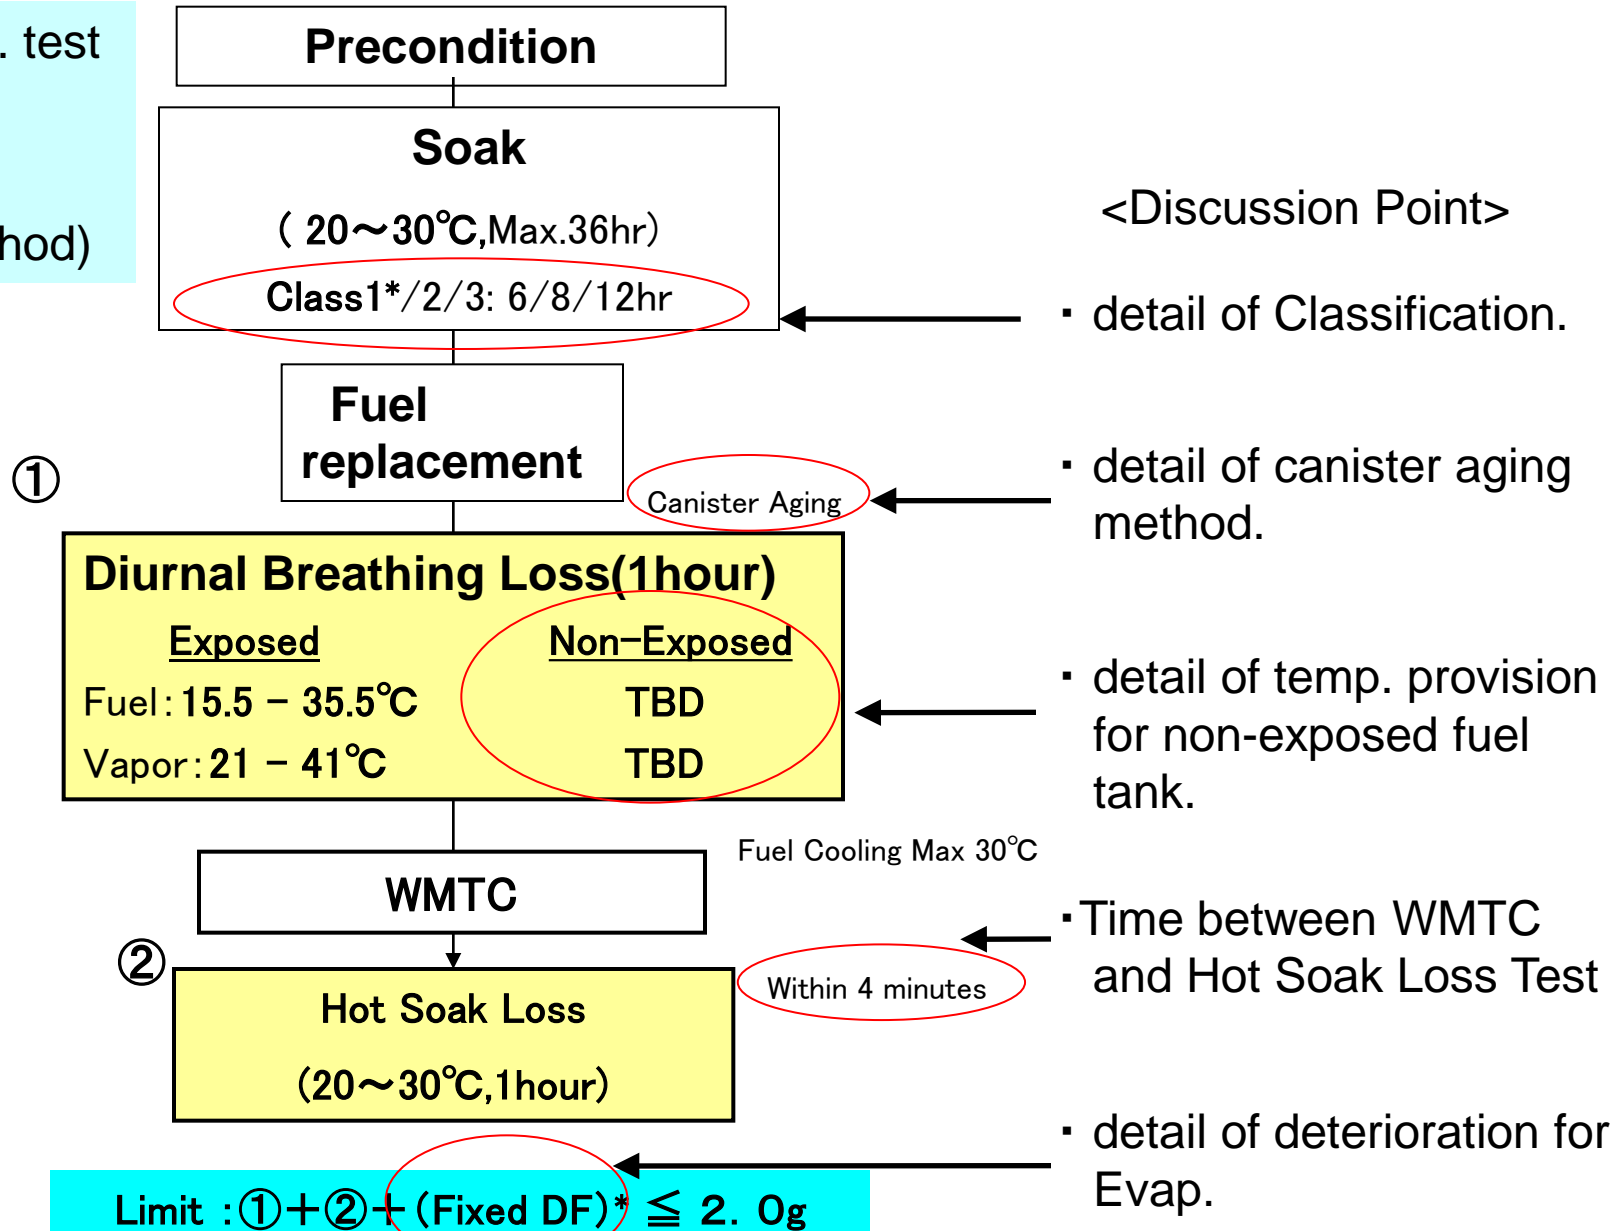 . test
hod)
Precondition
Soak
( 20～30℃,Max.36hr)
Class1*/2/3: 6/8/12hr
Fuel
replacement
①
Canister Aging
Diurnal Breathing Loss(1hour)
Exposed Non-Exposed
Fuel: 15.5 - 35.5℃ TBD
Vapor: 21 - 41℃ TBD
Fuel Cooling Max 30℃
WMTC
②
Within 4 minutes
Hot Soak Loss
(20～30℃,1hour)
Limit :①+②+(Fixed DF)* ≦ 2. 0g
<Discussion Point>
・detail of Classification.
・detail of canister aging
method.
・detail of temp. provision
for non-exposed fuel
tank.
・Time between WMTC
and Hot Soak Loss Test
・detail of deterioration for
Evap.